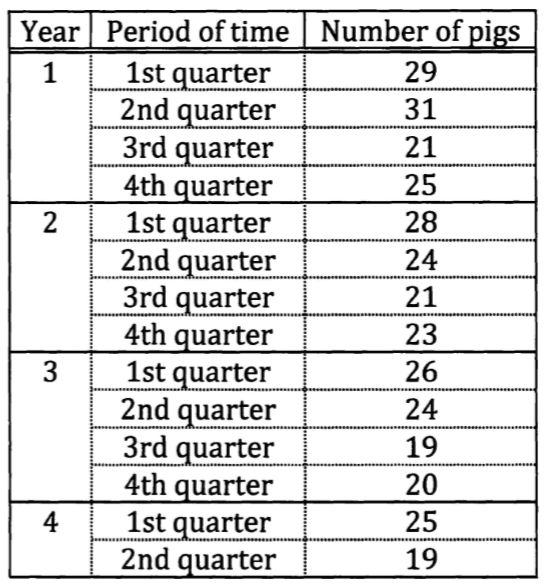 Year Period of time Number of pigs
1 1st quarter 29
2nd quarter 31
3rd quarter 21
4th quarter 25
2 1st quarter 28
2nd quarter 24
3rd quarter 21
4th quarter 23
3 1st quarter 26
2nd quarter 24
3rd quarter 19
4th quarter 20
4 1st quarter 25
2nd quarter 19